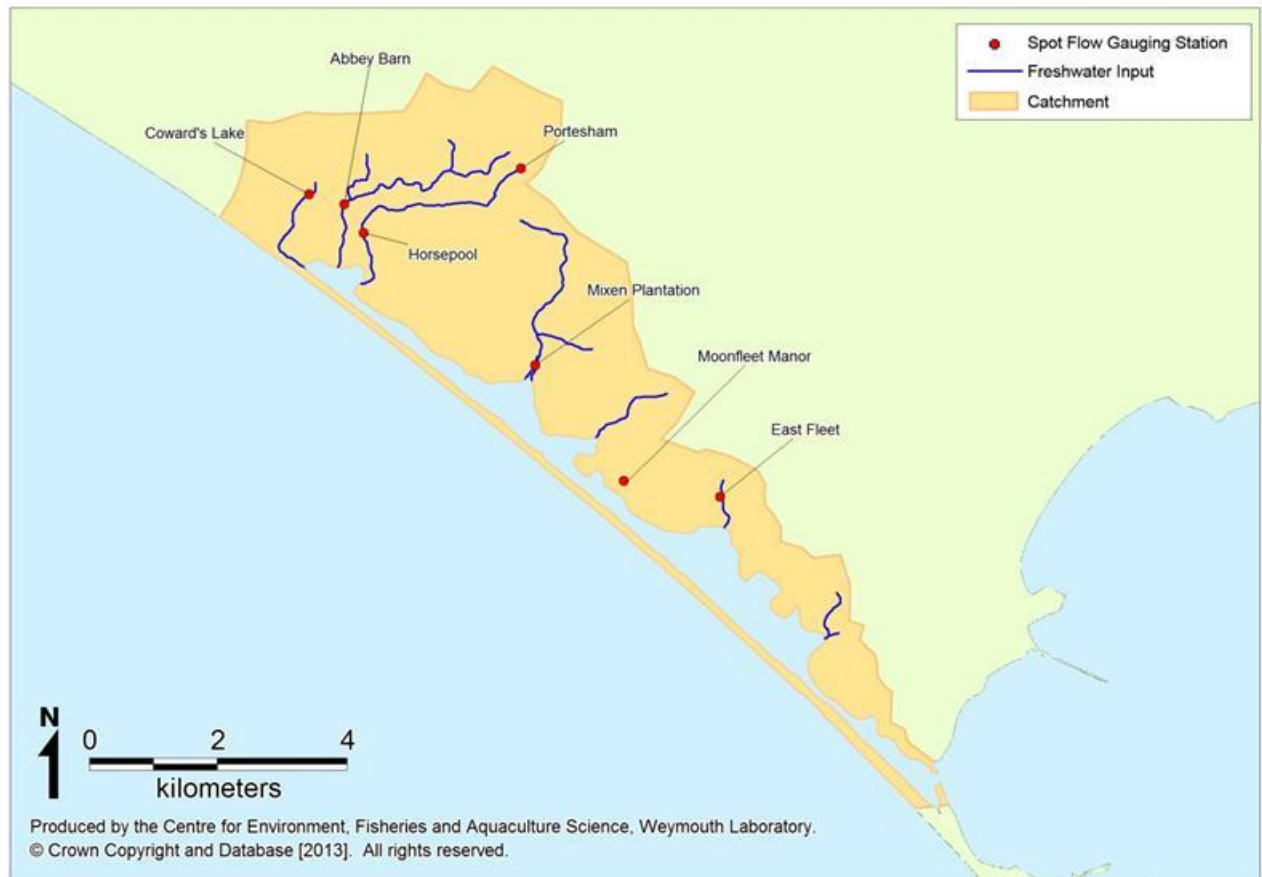 Spot Flow Gauging Station
Freshwater Input
Catchment
Abbey Barn
Coward's Lake
Portesham
Horsepool
Mixen Plantation
Moonfleet Manor
East Fleet
N
0 2 4
kilometers
Produced by the Centre for Environment, Fisheries and Aquaculture Science, Weymouth Laboratory.
© Crown Copyright and Database [2013]. All rights reserved.